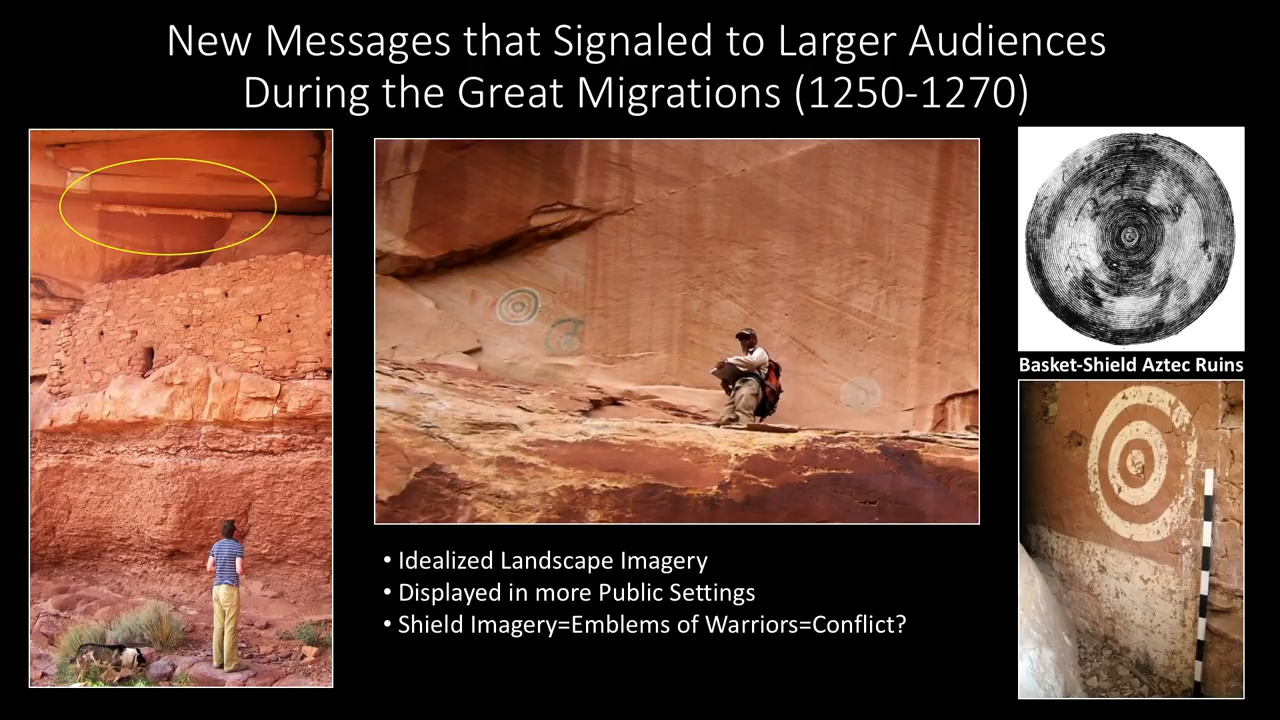 New Messages that Signaled to Larger Audiences
During the Great Migrations (1250-1270)
Basket-Shield Aztec Ruins
• Idealized Landscape Imagery
• Displayed in more Public Settings
• Shield Imagery=Emblems of Warriors=Conflict?